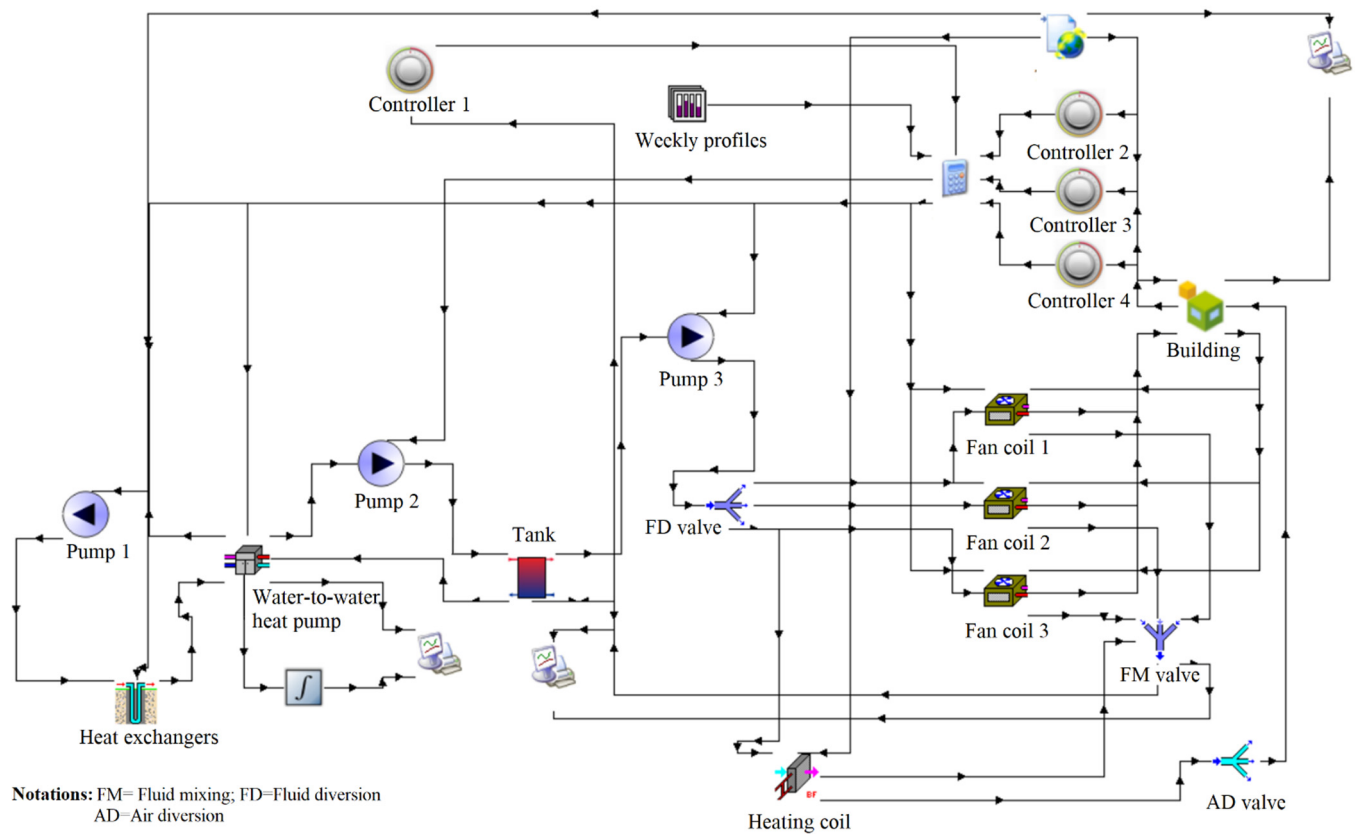 Controller 1
Weekly profiles
Controller 2
Controller 3
Controller 4
Building
Pump 3
Fan coil 1
Pump 2
FD valve
Pump 1
Tank
Fan coil 2
Water-to-water
heat pump
Fan coil 3
FM valve
Heat exchangers
BF
Heating coil
AD valve
Notations: FM= Fluid mixing; FD=Fluid diversion
AD=Air diversion